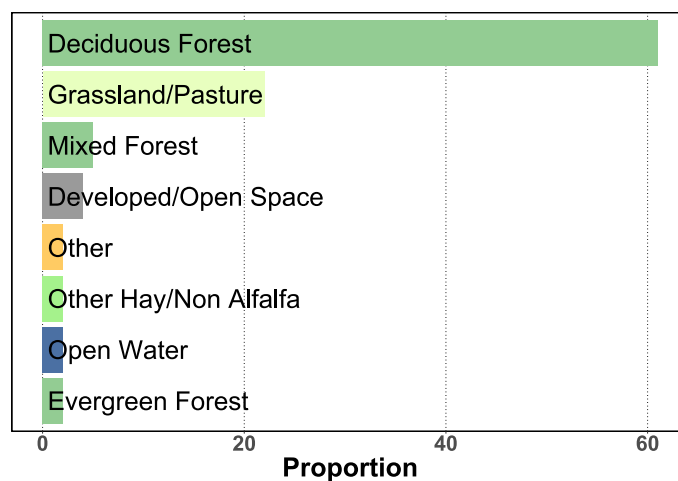 Deciduous Forest
Grassland/Pasture
Mixed Forest
Developed/Open Space
Other
Other Hay/Non Alfalfa
Open Water
Evergreen Forest
0 20 40 60
Proportion